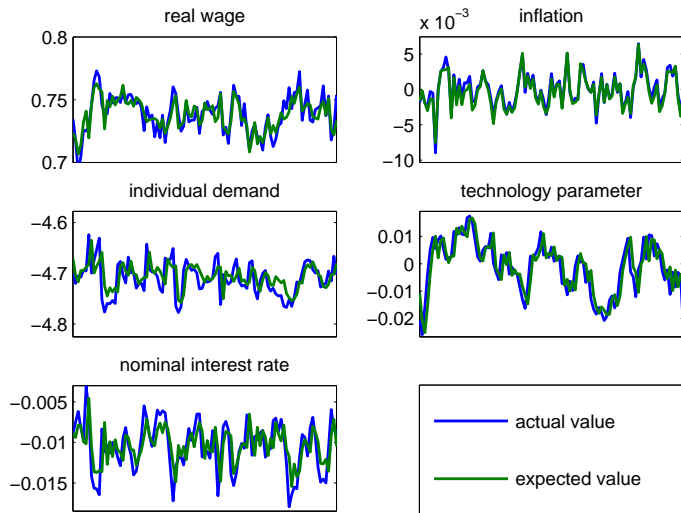 real wage
0.8
0.75
0.7
inflation
x 10⁻³
5
0
−5
−10
individual demand
−4.6
−4.7
−4.8
technology parameter
0.01
0
−0.01
−0.02
nominal interest rate
−0.005
−0.01
−0.015
actual value
expected value